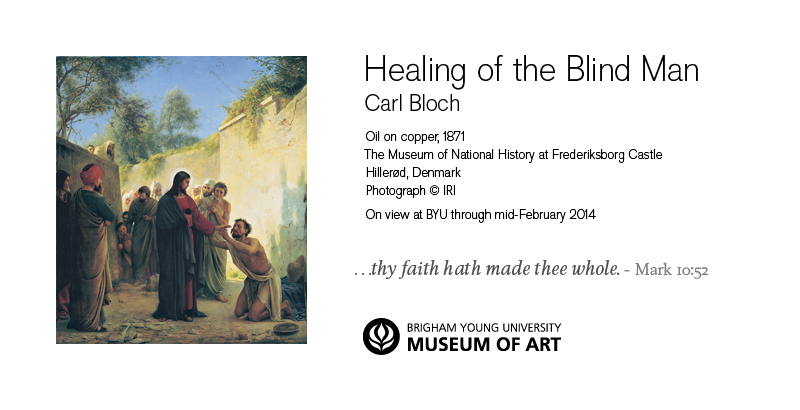 Healing of the Blind Man
Carl Bloch
Oil on copper, 1871
The Museum of National History at Frederiksborg Castle
Hillerød, Denmark
Photograph © IRI
On view at BYU through mid-February 2014
...thy faith hath made thee whole. - Mark 10:52
BRIGHAM YOUNG UNIVERSITY
MUSEUM OF ART